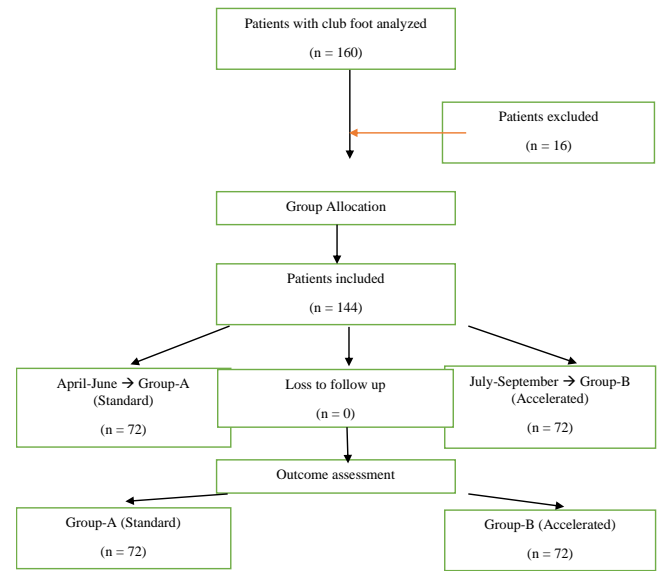 Patients with club foot analyzed
(n = 160)
Patients excluded
(n = 16)
Group Allocation
Patients included
(n = 144)
April-June → Group-A
(Standard)
(n = 72)
Loss to follow up
(n = 0)
July-September → Group-B
(Accelerated)
(n = 72)
Outcome assessment
Group-A (Standard)
(n = 72)
Group-B (Accelerated)
(n = 72)